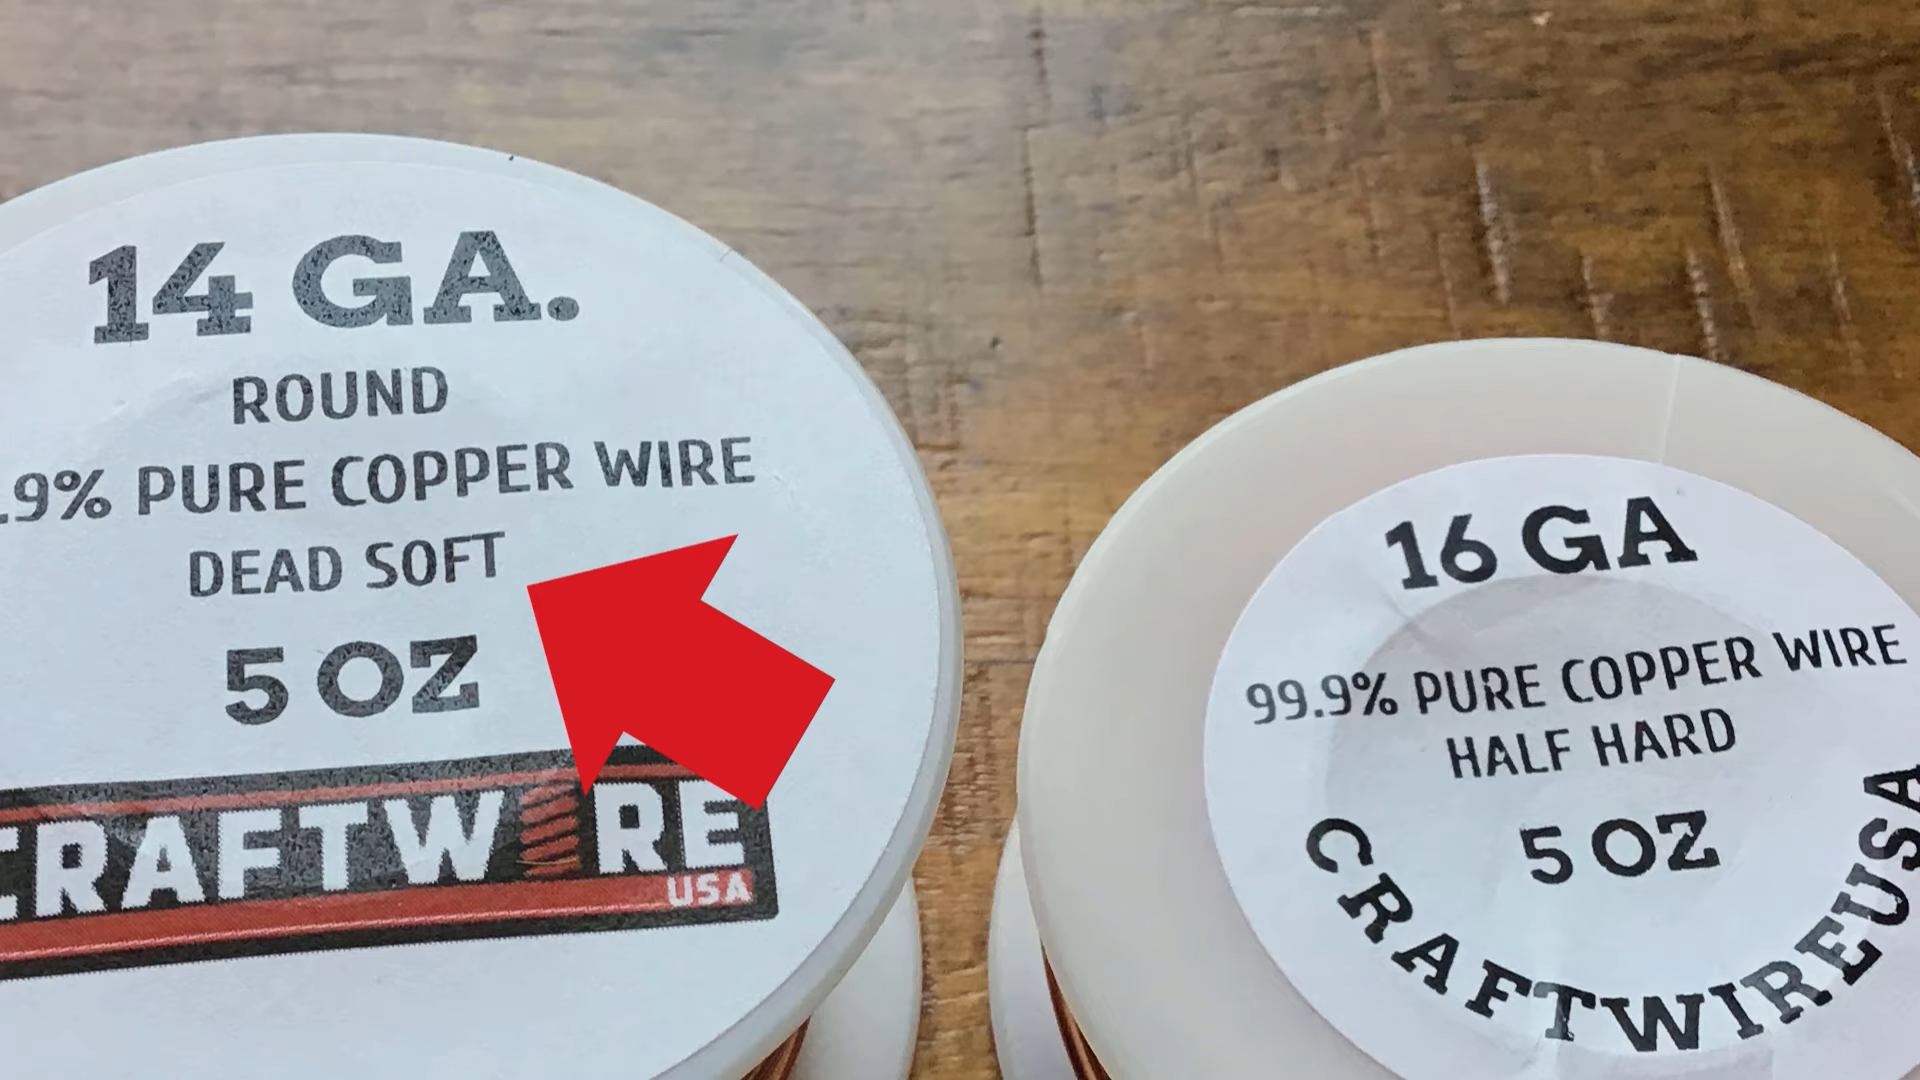 14 GA.
ROUND
.9% PURE COPPER WIRE
DEAD SOFT
5 OZ
CRAFTW RE
USA
16 GA
99.9% PURE COPPER WIRE
HALF HARD
5 OZ
CRAFTWIREUSA